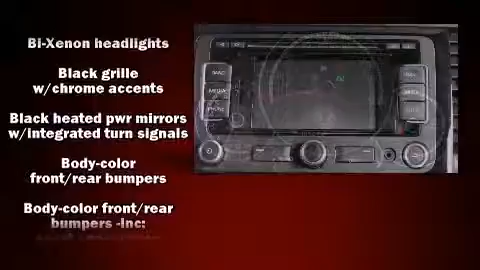 Bi-Xenon headlights
Black grille
w/chrome accents
Black heated pwr mirrors
w/integrated turn signals
Body-color
front/rear bumpers
Body-color front/rear
bumpers -inc:
MEDIA